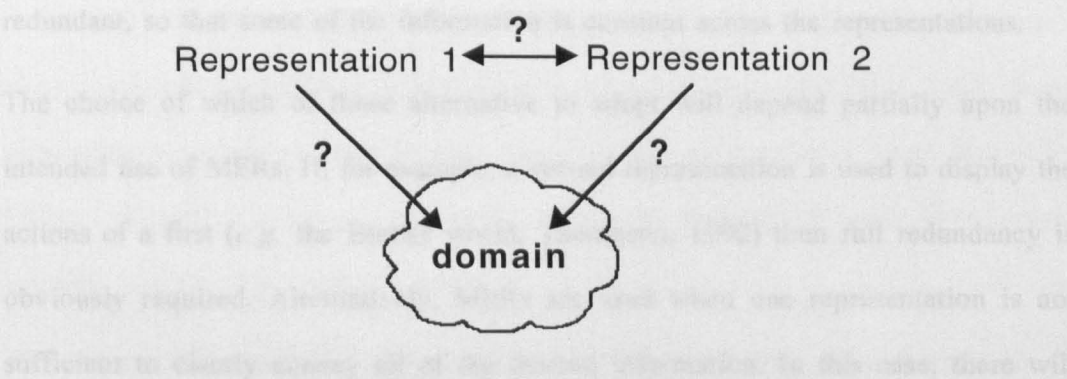 redundant, so that some of the information is common across the representations.
?
Representation 1 Representation 2
The choice of which of these alternative to adopt will depend partially upon the
? ?
intended use of MERs. If, for example, a second representation is used to display the
actions of a first (e.g. the world, 1992) then full redundancy is
domain
obviously required. Alternatively, MERs are used when one representation is not
sufficient to clearly convey all of the desired information. In this case, there will